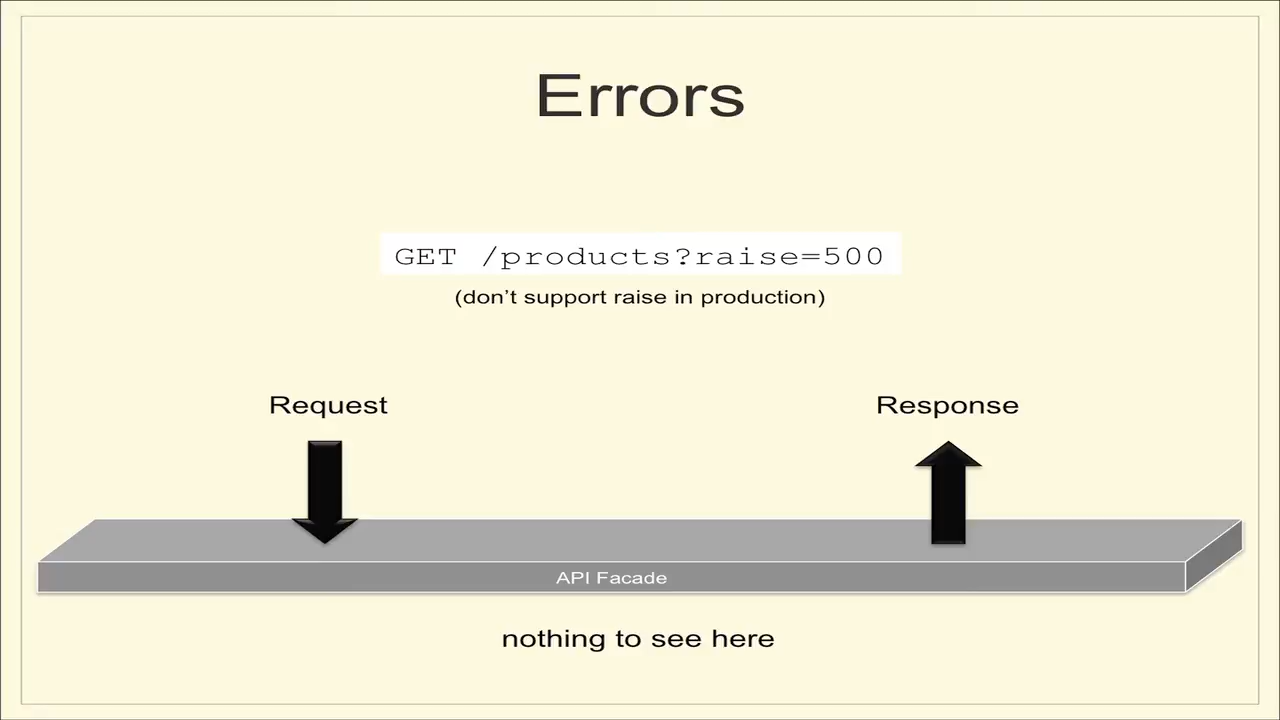 Errors
GET /products?raise=500
(don’t support raise in production)
Request
Response
API Facade
nothing to see here